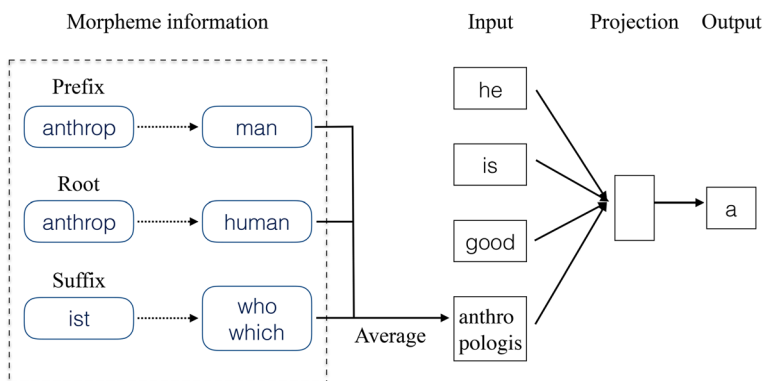 Morpheme information
Input
Projection
Output
Prefix
anthrop
man
Root
anthrop
human
Suffix
ist
who
which
Average
he
is
good
anthro
pologis
a